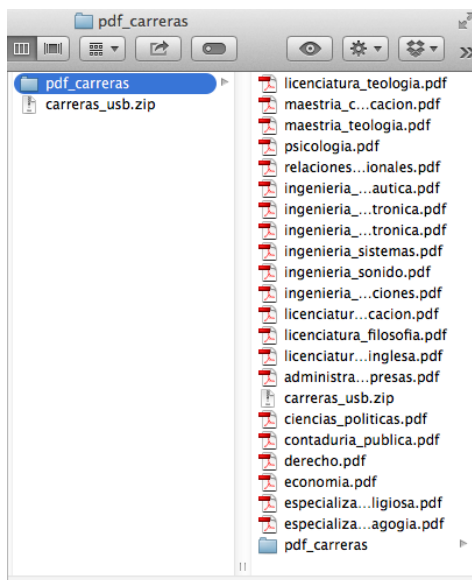 pdf_carreras
pdf_carreras
carreras_usb.zip
licenciatura_teologia.pdf
maestria_c...cacion.pdf
maestria_teologia.pdf
psicologia.pdf
relaciones...ionales.pdf
ingenieria_...autica.pdf
ingenieria_...tronica.pdf
ingenieria_...tronica.pdf
ingenieria_sistemas.pdf
ingenieria_sonido.pdf
ingenieria_...ciones.pdf
licenciatur...cacion.pdf
licenciatura_filosofia.pdf
licenciatur...inglesa.pdf
administra...presas.pdf
carreras_usb.zip
ciencias_politicas.pdf
contaduria_publica.pdf
derecho.pdf
economia.pdf
especializa...ligiosa.pdf
especializa...agogia.pdf
pdf_carreras